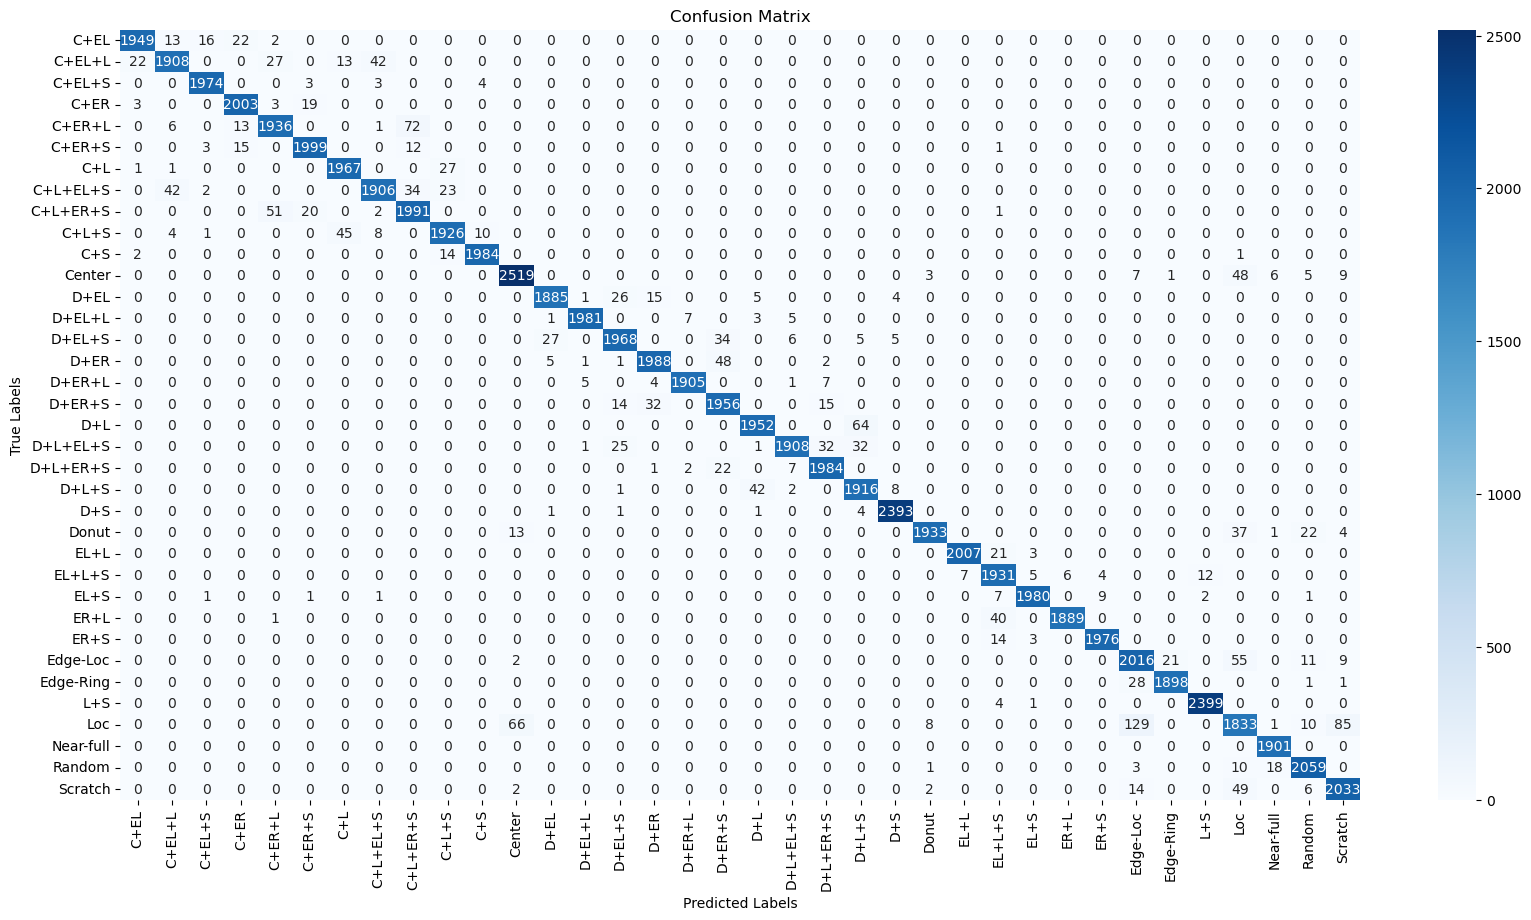 Confusion Matrix
C+EL 1949 13 16 22 2 0 0 0 0 0 0 0 0 0 0 0 0 0 0 0 0 0 0 0 0 0 0 0 0 0 0 0 0 0 0 0
C+EL+L 22 1908 0 0 27 0 13 42 0 0 0 0 0 0 0 0 0 0 0 0 0 0 0 0 0 0 0 0 0 0 0 0 0 0 0 0
C+EL+S 0 0 1974 0 0 3 0 3 0 0 4 0 0 0 0 0 0 0 0 0 0 0 0 0 0 0 0 0 0 0 0 0 0 0 0 0
C+ER 3 0 0 2003 3 19 0 0 0 0 0 0 0 0 0 0 0 0 0 0 0 0 0 0 0 0 0 0 0 0 0 0 0 0 0 0
C+ER+L 0 6 0 13 1936 0 0 1 72 0 0 0 0 0 0 0 0 0 0 0 0 0 0 0 0 0 0 0 0 0 0 0 0 0 0 0
C+ER+S 0 0 3 15 0 1999 0 0 12 0 0 0 0 0 0 0 0 0 0 0 0 0 0 0 0 1 0 0 0 0 0 0 0 0 0 0
C+L 1 1 0 0 0 0 1967 0 0 27 0 0 0 0 0 0 0 0 0 0 0 0 0 0 0 0 0 0 0 0 0 0 0 0 0 0
C+L+EL+S 0 42 2 0 0 0 0 1906 34 23 0 0 0 0 0 0 0 0 0 0 0 0 0 0 0 0 0 0 0 0 0 0 0 0 0 0
C+L+ER+S 0 0 0 0 51 20 0 2 1991 0 0 0 0 0 0 0 0 0 0 0 0 0 0 0 0 1 0 0 0 0 0 0 0 0 0 0
C+L+S 0 4 1 0 0 0 45 8 0 1926 10 0 0 0 0 0 0 0 0 0 0 0 0 0 0 0 0 0 0 0 0 0 0 0 0 0
C+S 2 0 0 0 0 0 0 0 0 14 1984 0 0 0 0 0 0 0 0 0 0 0 0 0 0 0 0 0 0 0 0 0 1 0 0 0
Center 0 0 0 0 0 0 0 0 0 0 0 2519 0 0 0 0 0 0 0 0 0 0 0 3 0 0 0 0 0 7 1 0 48 6 5 9
D+EL 0 0 0 0 0 0 0 0 0 0 0 0 1885 1 26 15 0 0 5 0 0 0 4 0 0 0 0 0 0 0 0 0 0 0 0 0
D+EL+L 0 0 0 0 0 0 0 0 0 0 0 0 1 1981 0 0 7 0 3 5 0 0 0 0 0 0 0 0 0 0 0 0 0 0 0 0
D+EL+S 0 0 0 0 0 0 0 0 0 0 0 0 27 0 1968 0 0 34 0 6 0 5 5 0 0 0 0 0 0 0 0 0 0 0 0 0
D+ER 0 0 0 0 0 0 0 0 0 0 0 0 5 1 1 1988 0 48 0 0 2 0 0 0 0 0 0 0 0 0 0 0 0 0 0 0
D+ER+L 0 0 0 0 0 0 0 0 0 0 0 0 0 5 0 4 1905 0 0 1 7 0 0 0 0 0 0 0 0 0 0 0 0 0 0 0
D+ER+S 0 0 0 0 0 0 0 0 0 0 0 0 0 0 14 32 0 1956 0 0 15 0 0 0 0 0 0 0 0 0 0 0 0 0 0 0
D+L 0 0 0 0 0 0 0 0 0 0 0 0 0 0 0 0 0 0 1952 0 0 64 0 0 0 0 0 0 0 0 0 0 0 0 0 0
D+L+EL+S 0 0 0 0 0 0 0 0 0 0 0 0 0 1 25 0 0 0 1 1908 32 32 0 0 0 0 0 0 0 0 0 0 0 0 0 0
D+L+ER+S 0 0 0 0 0 0 0 0 0 0 0 0 0 0 0 1 2 22 0 7 1984 0 0 0 0 0 0 0 0 0 0 0 0 0 0 0
D+L+S 0 0 0 0 0 0 0 0 0 0 0 0 0 0 1 0 0 0 42 2 0 1916 8 0 0 0 0 0 0 0 0 0 0 0 0 0
D+S 0 0 0 0 0 0 0 0 0 0 0 0 1 0 1 0 0 0 1 0 0 4 2393 0 0 0 0 0 0 0 0 0 0 0 0 0
Donut 0 0 0 0 0 0 0 0 0 0 0 13 0 0 0 0 0 0 0 0 0 0 0 1933 0 0 0 0 0 0 0 0 37 1 22 4
EL+L 0 0 0 0 0 0 0 0 0 0 0 0 0 0 0 0 0 0 0 0 0 0 0 0 2007 21 3 0 0 0 0 0 0 0 0 0
EL+L+S 0 0 0 0 0 0 0 0 0 0 0 0 0 0 0 0 0 0 0 0 0 0 0 0 7 1931 5 6 4 0 0 12 0 0 0 0
EL+S 0 0 1 0 0 1 0 1 0 0 0 0 0 0 0 0 0 0 0 0 0 0 0 0 0 7 1980 0 9 0 0 2 0 0 1 0
ER+L 0 0 0 0 1 0 0 0 0 0 0 0 0 0 0 0 0 0 0 0 0 0 0 0 0 40 0 1889 0 0 0 0 0 0 0 0
ER+S 0 0 0 0 0 0 0 0 0 0 0 0 0 0 0 0 0 0 0 0 0 0 0 0 0 14 3 0 1976 0 0 0 0 0 0 0
Edge-Loc 0 0 0 0 0 0 0 0 0 0 0 2 0 0 0 0 0 0 0 0 0 0 0 0 0 0 0 0 0 2016 21 0 55 0 11 9
Edge-Ring 0 0 0 0 0 0 0 0 0 0 0 0 0 0 0 0 0 0 0 0 0 0 0 0 0 0 0 0 0 28 1898 0 0 0 1 1
L+S 0 0 0 0 0 0 0 0 0 0 0 0 0 0 0 0 0 0 0 0 0 0 0 0 0 4 1 0 0 0 0 2399 0 0 0 0
Loc 0 0 0 0 0 0 0 0 0 0 0 66 0 0 0 0 0 0 0 0 0 0 0 8 0 0 0 0 0 129 0 0 1833 1 10 85
Near-full 0 0 0 0 0 0 0 0 0 0 0 0 0 0 0 0 0 0 0 0 0 0 0 0 0 0 0 0 0 0 0 0 0 1901 0 0
Random 0 0 0 0 0 0 0 0 0 0 0 0 0 0 0 0 0 0 0 0 0 0 0 1 0 0 0 0 0 3 0 0 10 18 2059 0
Scratch 0 0 0 0 0 0 0 0 0 0 0 2 0 0 0 0 0 0 0 0 0 0 0 2 0 0 0 0 0 14 0 0 49 0 6 2033
C+EL C+EL+L C+EL+S C+ER C+ER+L C+ER+S C+L C+L+EL+S C+L+ER+S C+L+S C+S Center D+EL D+EL+L D+EL+S D+ER D+ER+L D+ER+S D+L D+L+EL+S D+L+ER+S D+L+S D+S Donut EL+L EL+L+S EL+S ER+L ER+S Edge-Loc Edge-Ring L+S Loc Near-full Random Scratch
Predicted Labels
True Labels
2500
2000
1500
1000
500
0